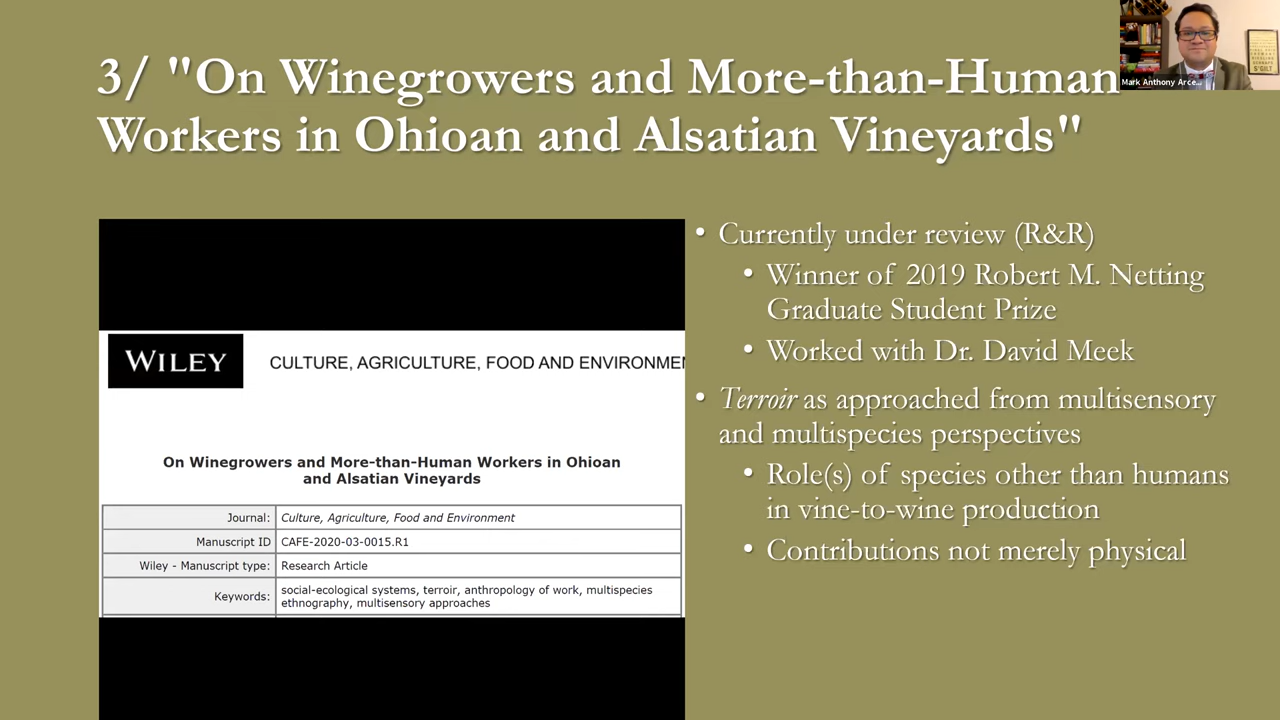 3/ "On Winegrowers and More-than-Human
Workers in Ohioan and Alsatian Vineyards"
Mark Anthony Arce...
• Currently under review (R&R)
• Winner of 2019 Robert M. Netting
Graduate Student Prize
• Worked with Dr. David Meek
• Terroir as approached from multisensory
and multispecies perspectives
• Role(s) of species other than humans
in vine-to-wine production
• Contributions not merely physical
WILEY
CULTURE, AGRICULTURE, FOOD AND ENVIRONMEN
On Winegrowers and More-than-Human Workers in Ohioan
and Alsatian Vineyards
Journal: Culture, Agriculture, Food and Environment
Manuscript ID CAFE-2020-03-0015.R1
Wiley - Manuscript type: Research Article
Keywords: social-ecological systems, terroir, anthropology of work, multispecies
ethnography, multisensory approaches